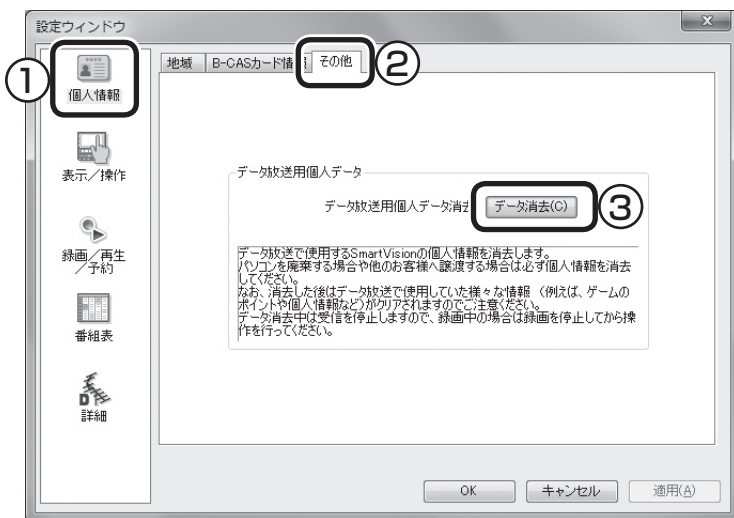 設定ウィンドウ
①
個人情報
表示／操作
録画／再生
／予約
番組表
詳細
地域
B-CASカード情
その他
②
データ放送用個人データ
データ放送用個人データ消去
データ消去(C)
③
データ放送で使用するSmartVisionの個人情報を消去します。
パソコンを廃棄する場合や他のお客様へ譲渡する場合は必ず個人情報を消去
してください。
なお、消去した後はデータ放送で使用していた様々な情報 （例えば、ゲームの
ポイントや個人情報など）がクリアされますのでご注意ください。
データ消去中は受信を停止しますので、録画中の場合は録画を停止してから操
作を行ってください。
OK
キャンセル
適用(A)